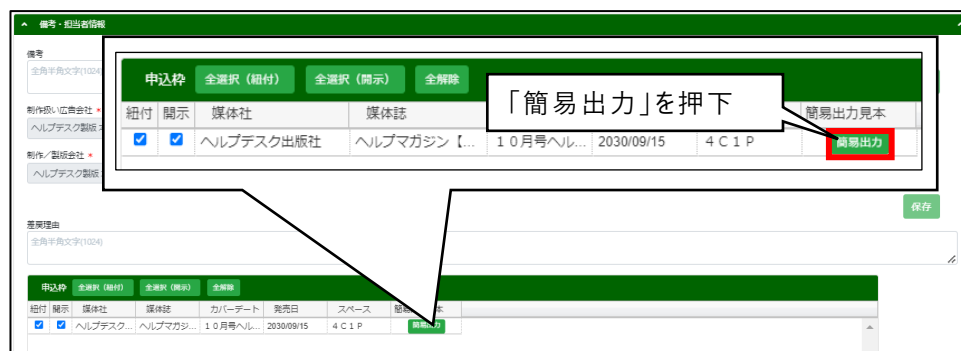 備考・担当者情報
備考
全角半角文字(1024)
制作扱い広告会社 *
ヘルプデスク製版
制作／製版会社 *
ヘルプデスク製版
申込枠 全選択（紐付） 全選択（開示） 全解除
「簡易出力」を押下
紐付 開示 媒体社 媒体誌 簡易出力見本
ヘルプデスク出版社 ヘルプマガジン【... １０月号ヘル... 2030/09/15 ４Ｃ１Ｐ 簡易出力
保存
差戻理由
全角半角文字(1024)
申込枠 全選択（紐付） 全選択（開示） 全解除
紐付 開示 媒体社 媒体誌 カバーデート 発売日 スペース 本
ヘルプデスク... ヘルプマガジ... １０月号ヘル... 2030/09/15 ４Ｃ１Ｐ 簡易出力